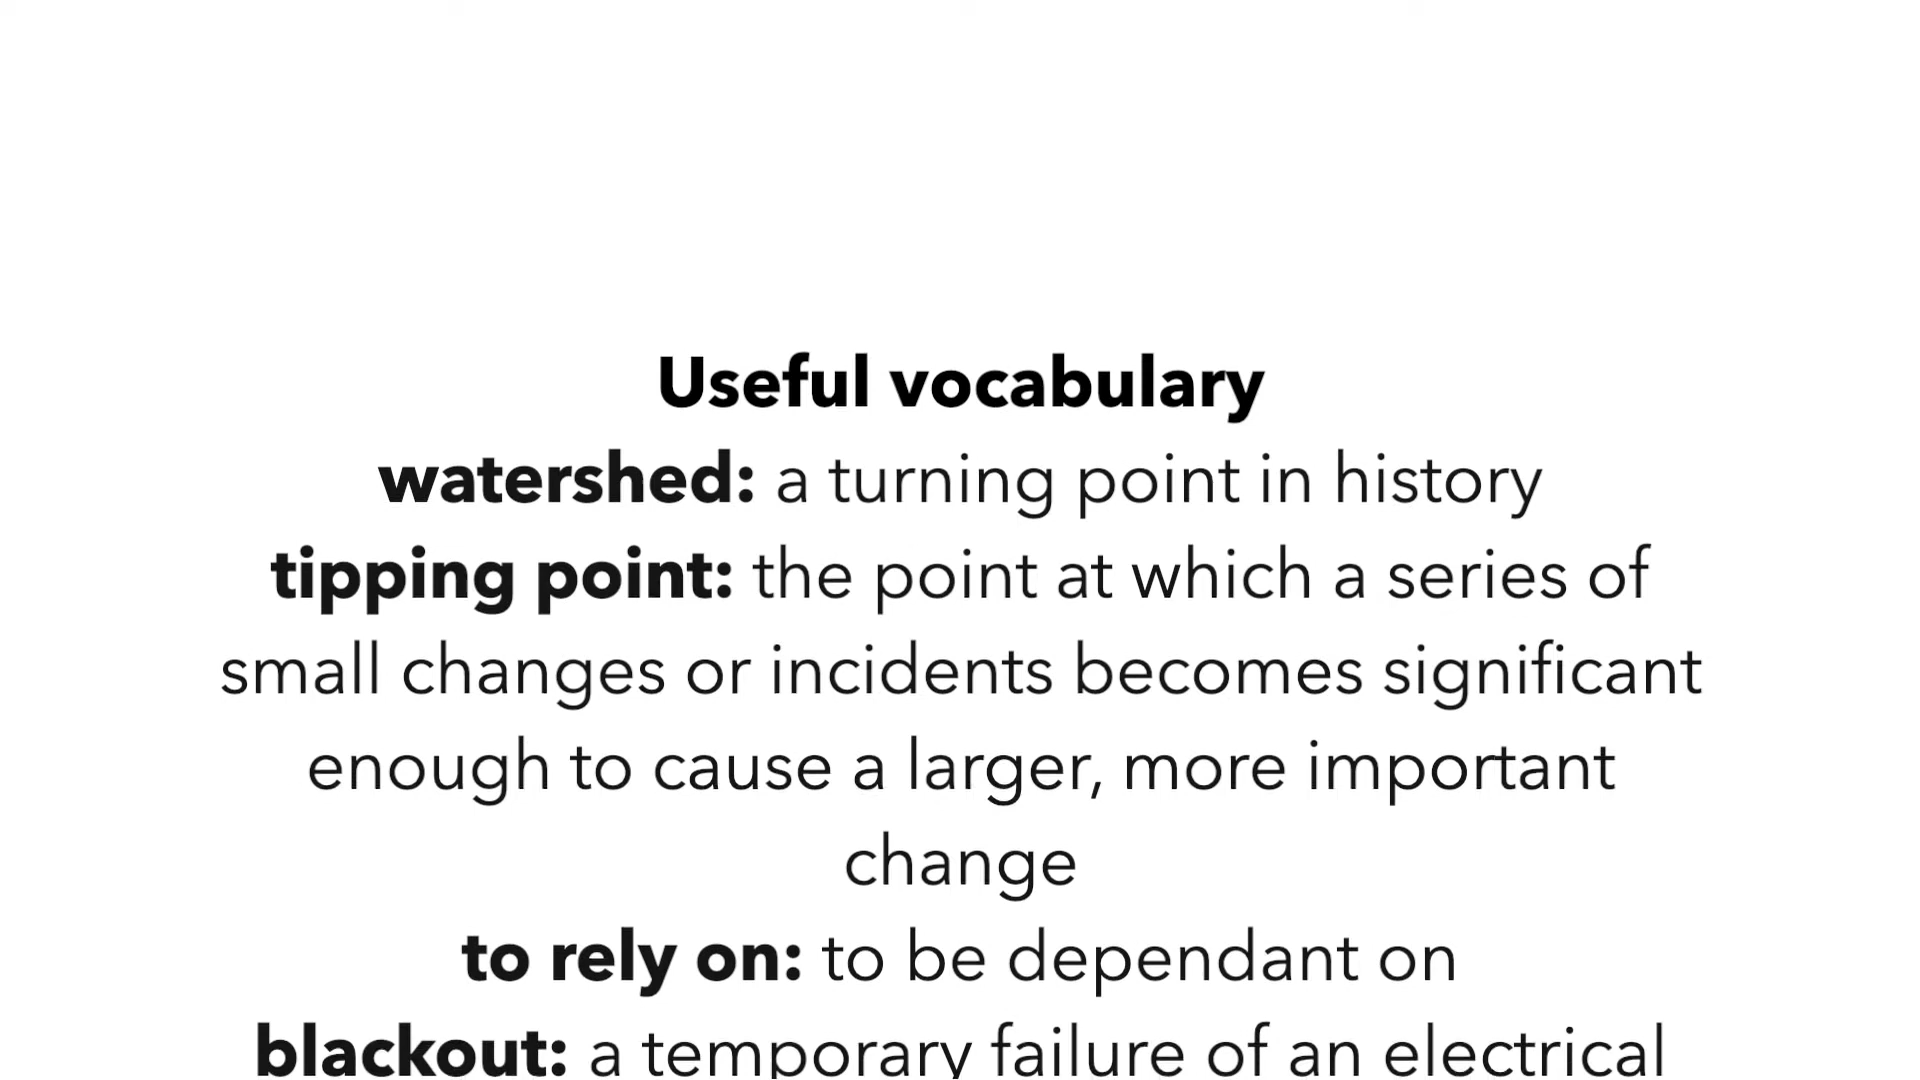 Useful vocabulary
watershed: a turning point in history
tipping point: the point at which a series of
small changes or incidents becomes significant
enough to cause a larger, more important
change
to rely on: to be dependant on
blackout: a temporary failure of an electrical